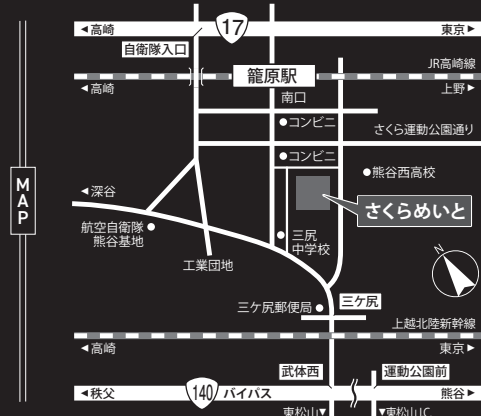 ◀高崎
17
東京▶
自衛隊入口
JR高崎線
籠原駅
◀高崎
上野▶
南口
コンビニ
さくら運動公園通り
コンビニ
熊谷西高校
MAP
◀深谷
さくらめいと
航空自衛隊
熊谷基地
三尻
中学校
工業団地
N
三ケ尻郵便局
三ケ尻
上越北陸新幹線
◀高崎
東京▶
武体西
運動公園前
◀秩父
140
バイパス
熊谷▶
東松山▼
▼東松山IC